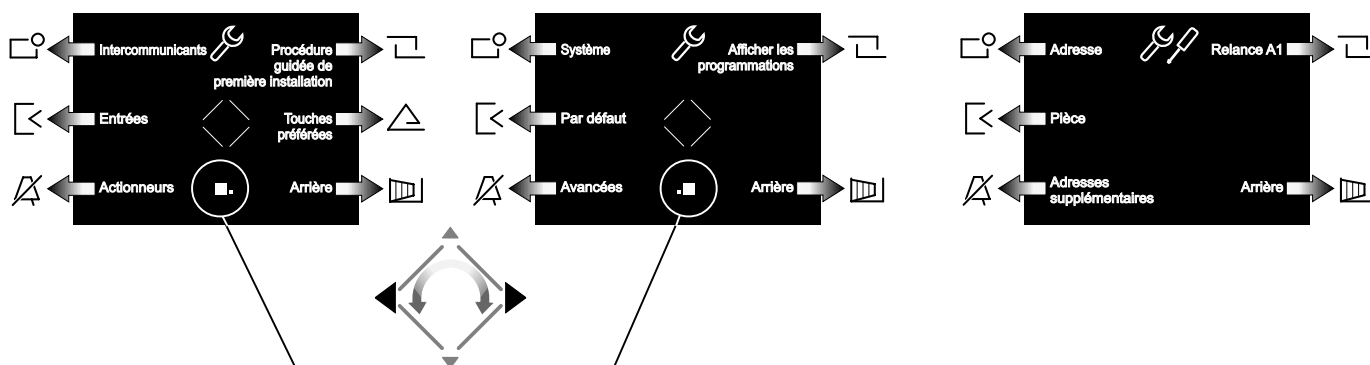 Intercommunicants
Procédure
guidée de
première installation
Entrées
Touches
préférées
Actionneurs
Arrière
Système
Afficher les
programmations
Par défaut
Avancées
Arrière
Adresse
Relance A1
Pièce
Adresses
supplémentaires
Arrière